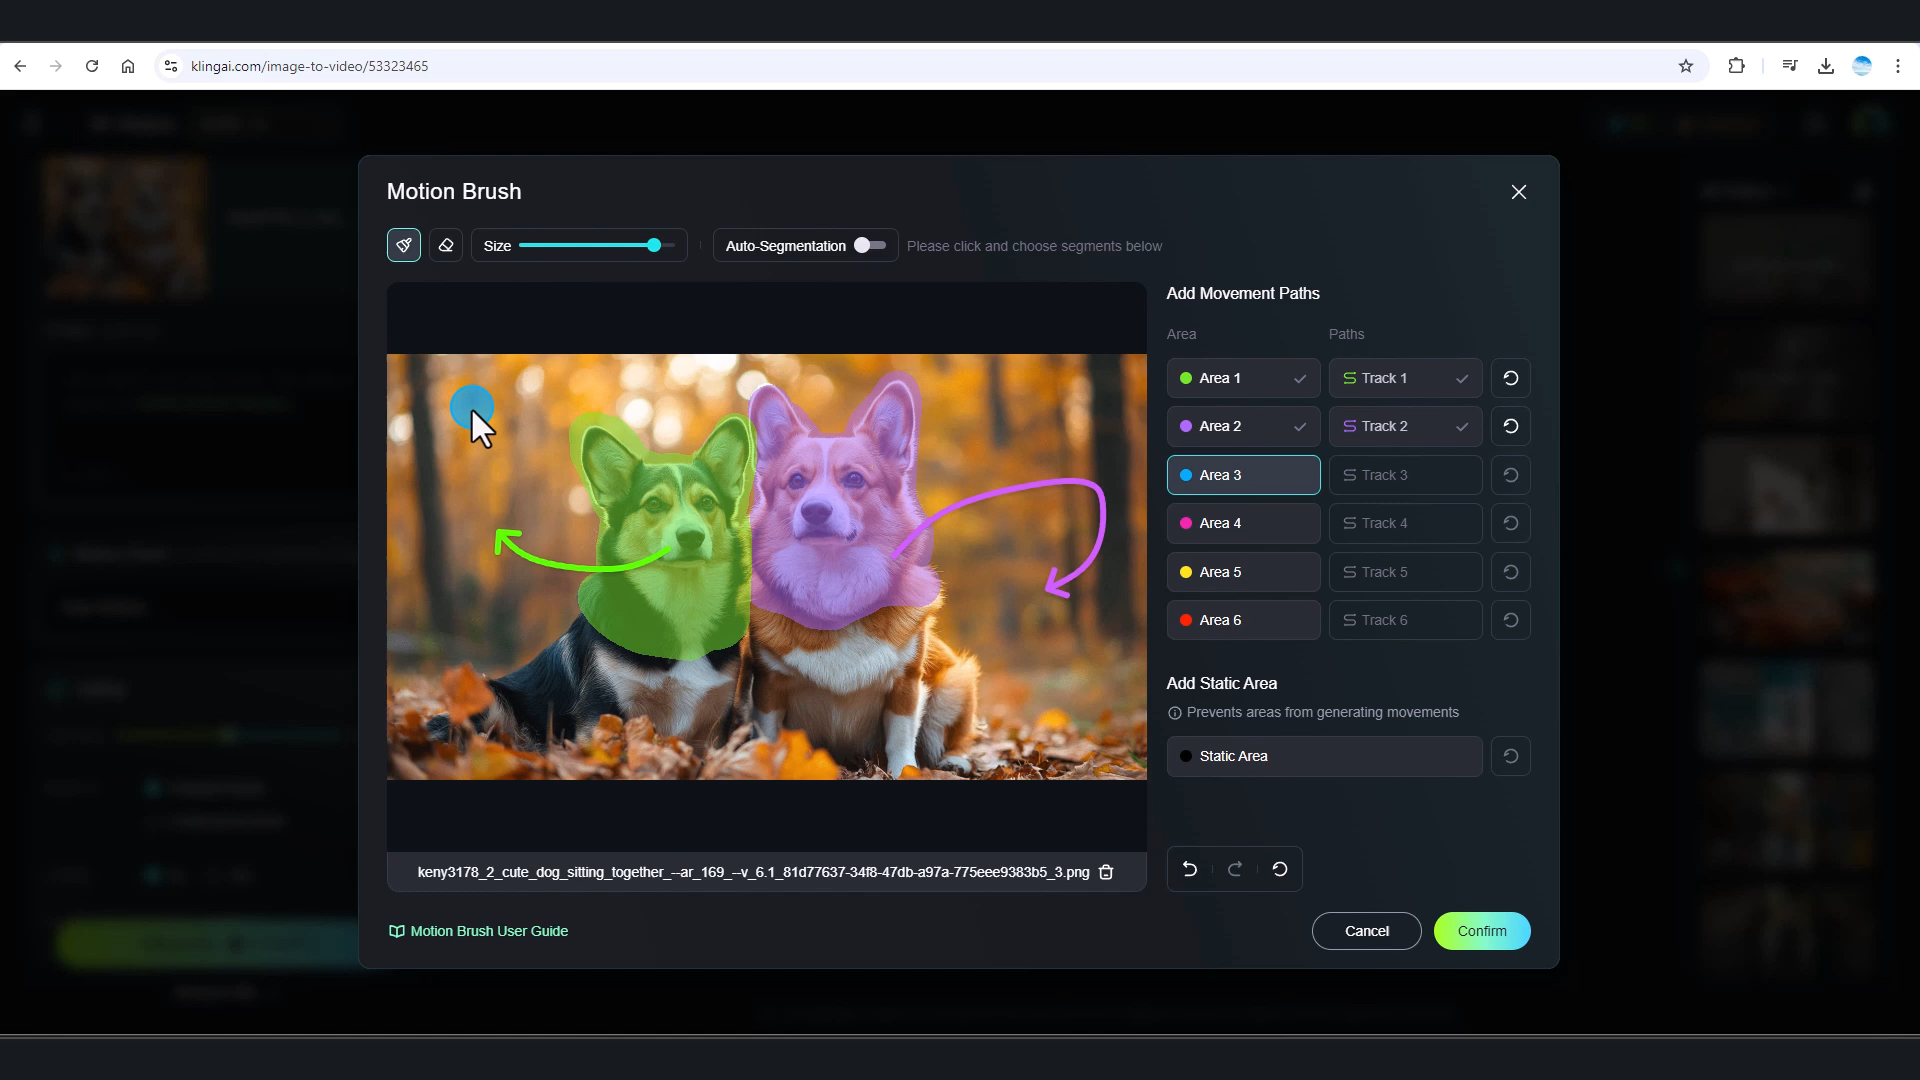 klingai.com/image-to-video/53323465
Motion Brush
Size
Auto-Segmentation
Please click and choose segments below
Add Movement Paths
Area
Paths
Area 1
Track 1
Area 2
Track 2
Area 3
Track 3
Area 4
Track 4
Area 5
Track 5
Area 6
Track 6
Add Static Area
Prevents areas from generating movements
Static Area
keny3178_2_cute_dog_sitting_together_--ar_169_--v_6.1_81d77637-34f8-47db-a97a-775eee9383b5_3.png
Motion Brush User Guide
Cancel
Confirm